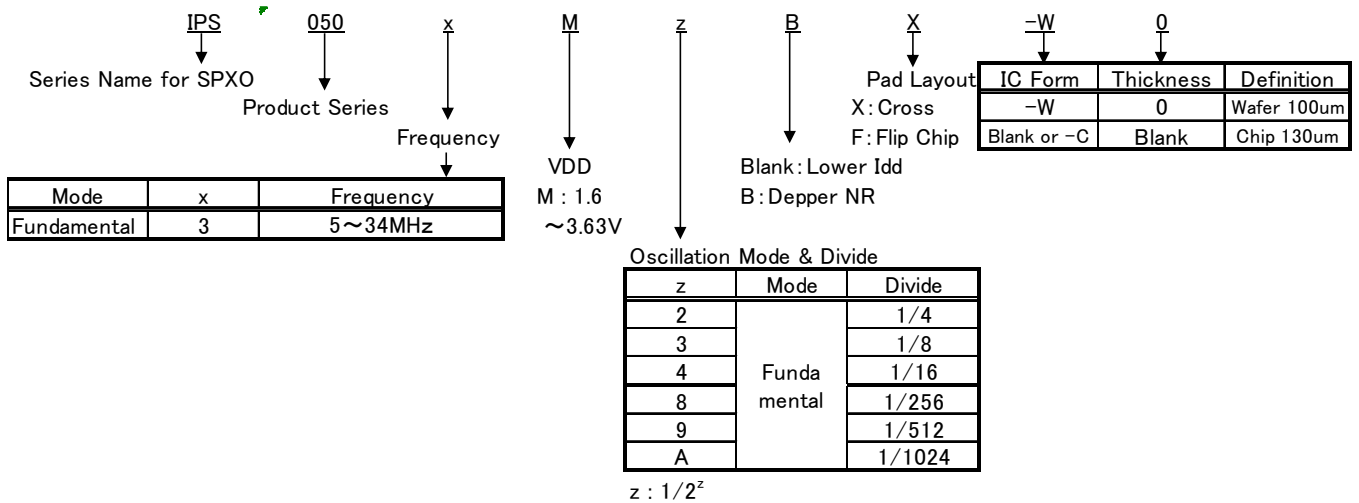 IPS 050 x M z B X -W 0
Series Name for SPXO
Product Series
Frequency
Mode x Frequency
Fundamental 3 5～34MHz
VDD
M : 1.6
～3.63V
Oscillation Mode & Divide
z Mode Divide
2 1/4
3 1/8
4 Funda 1/16
8 mental 1/256
9 1/512
A 1/1024
z : 1/2ᶻ
Blank:Lower Idd
B:Depper NR
Pad Layout
X:Cross
F:Flip Chip
IC Form Thickness Definition
-W 0 Wafer 100um
Blank or -C Blank Chip 130um